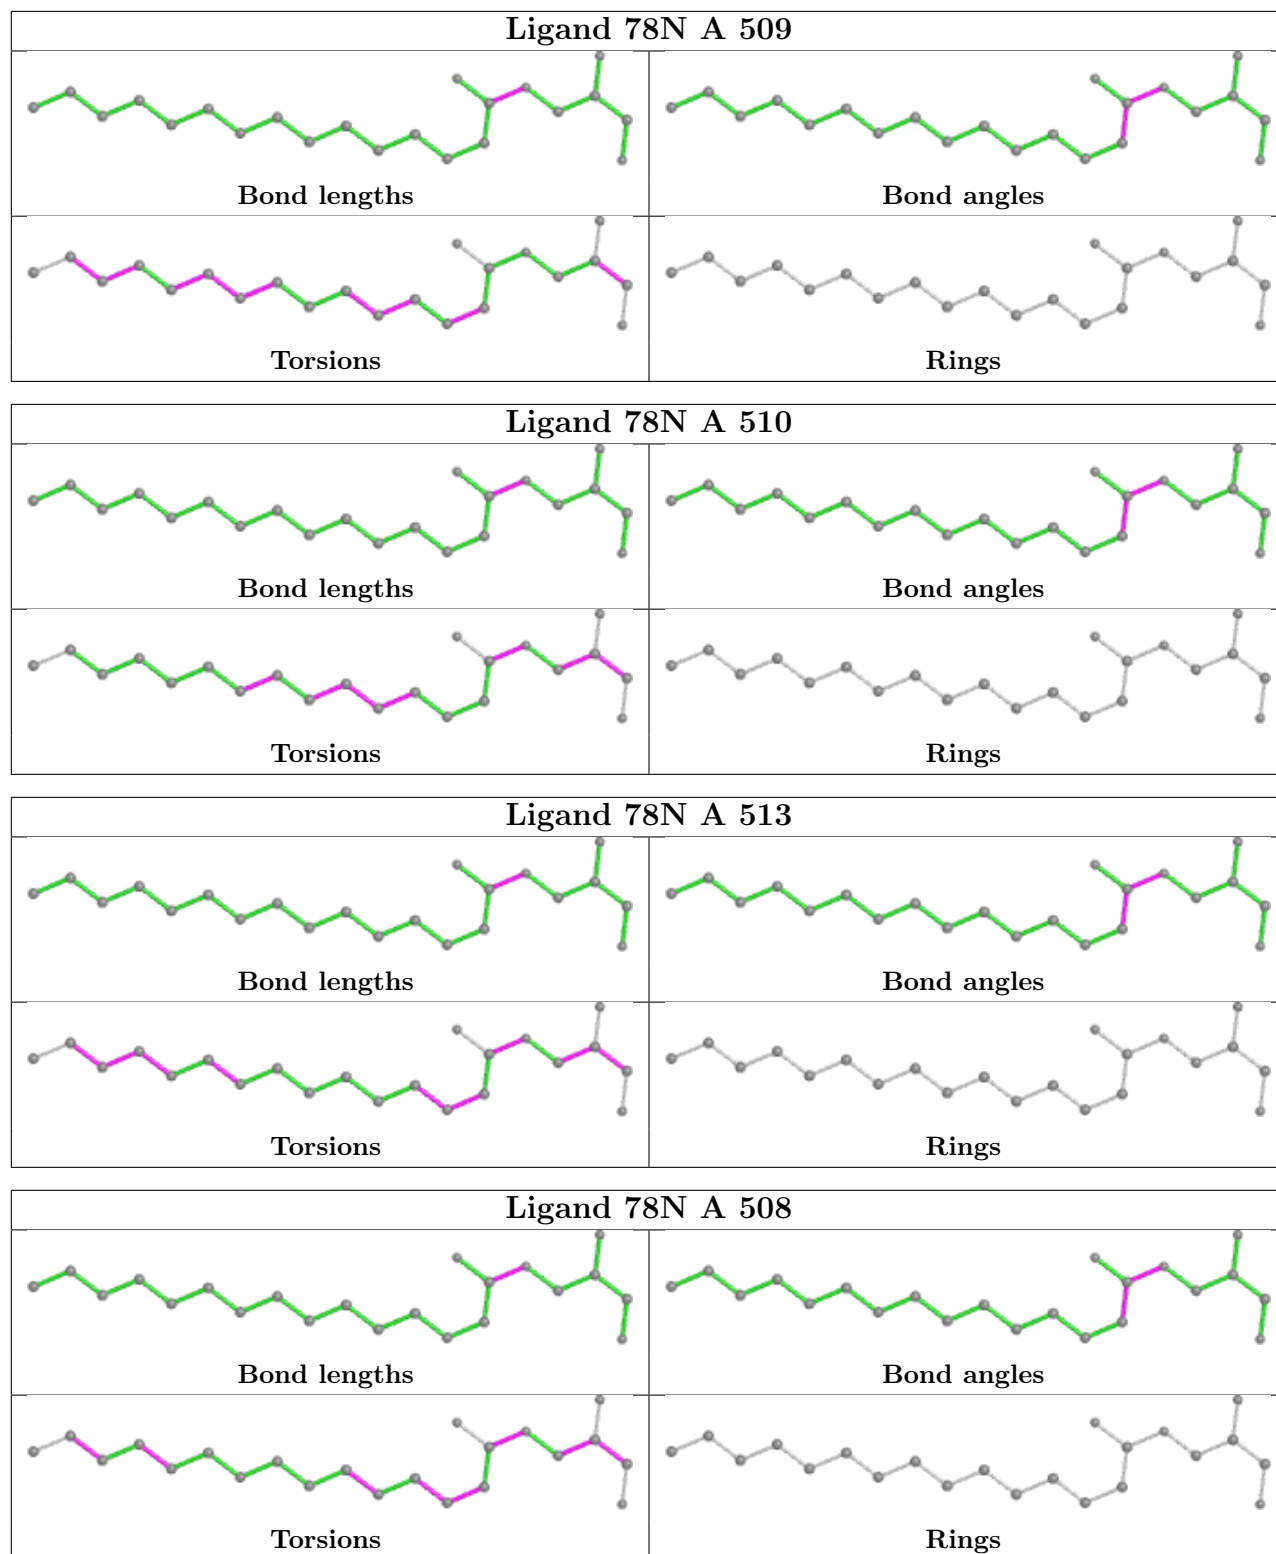 Ligand 78N A 509
Bond lengths
Bond angles
Torsions
Rings
Ligand 78N A 510
Bond lengths
Bond angles
Torsions
Rings
Ligand 78N A 513
Bond lengths
Bond angles
Torsions
Rings
Ligand 78N A 508
Bond lengths
Bond angles
Torsions
Rings